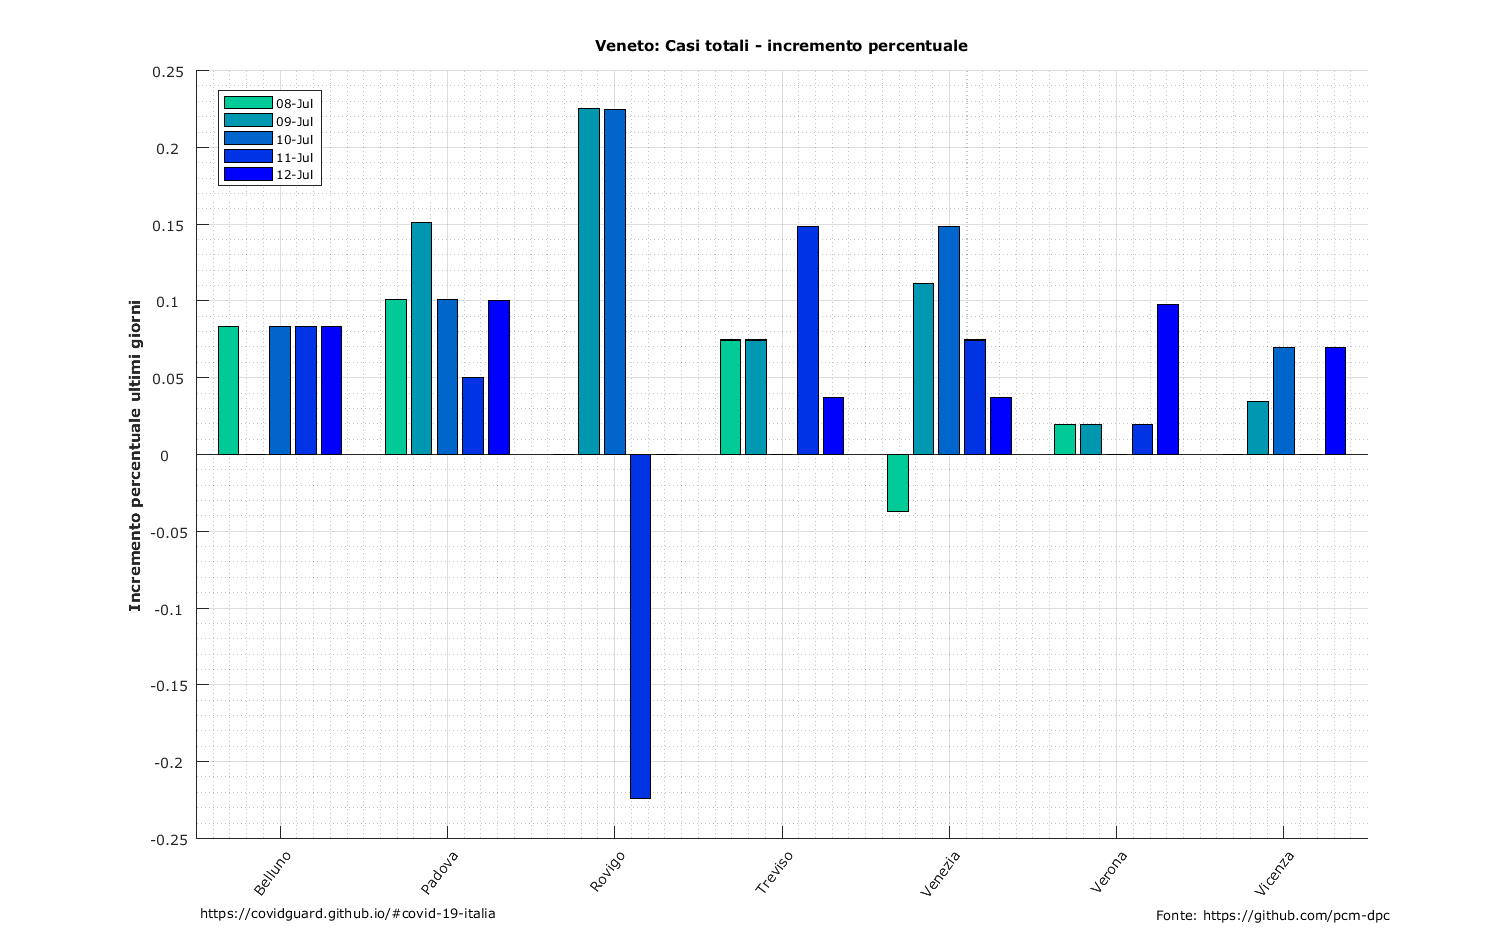 Veneto: Casi totali - incremento percentuale
0.25
0.2
0.15
0.1
0.05
0
-0.05
-0.1
-0.15
-0.2
-0.25
Incremento percentuale ultimi giorni
08-Jul
09-Jul
10-Jul
11-Jul
12-Jul
Belluno
Padova
Rovigo
Treviso
Venezia
Verona
Vicenza
https://covidguard.github.io/#covid-19-italia
Fonte: https://github.com/pcm-dpc